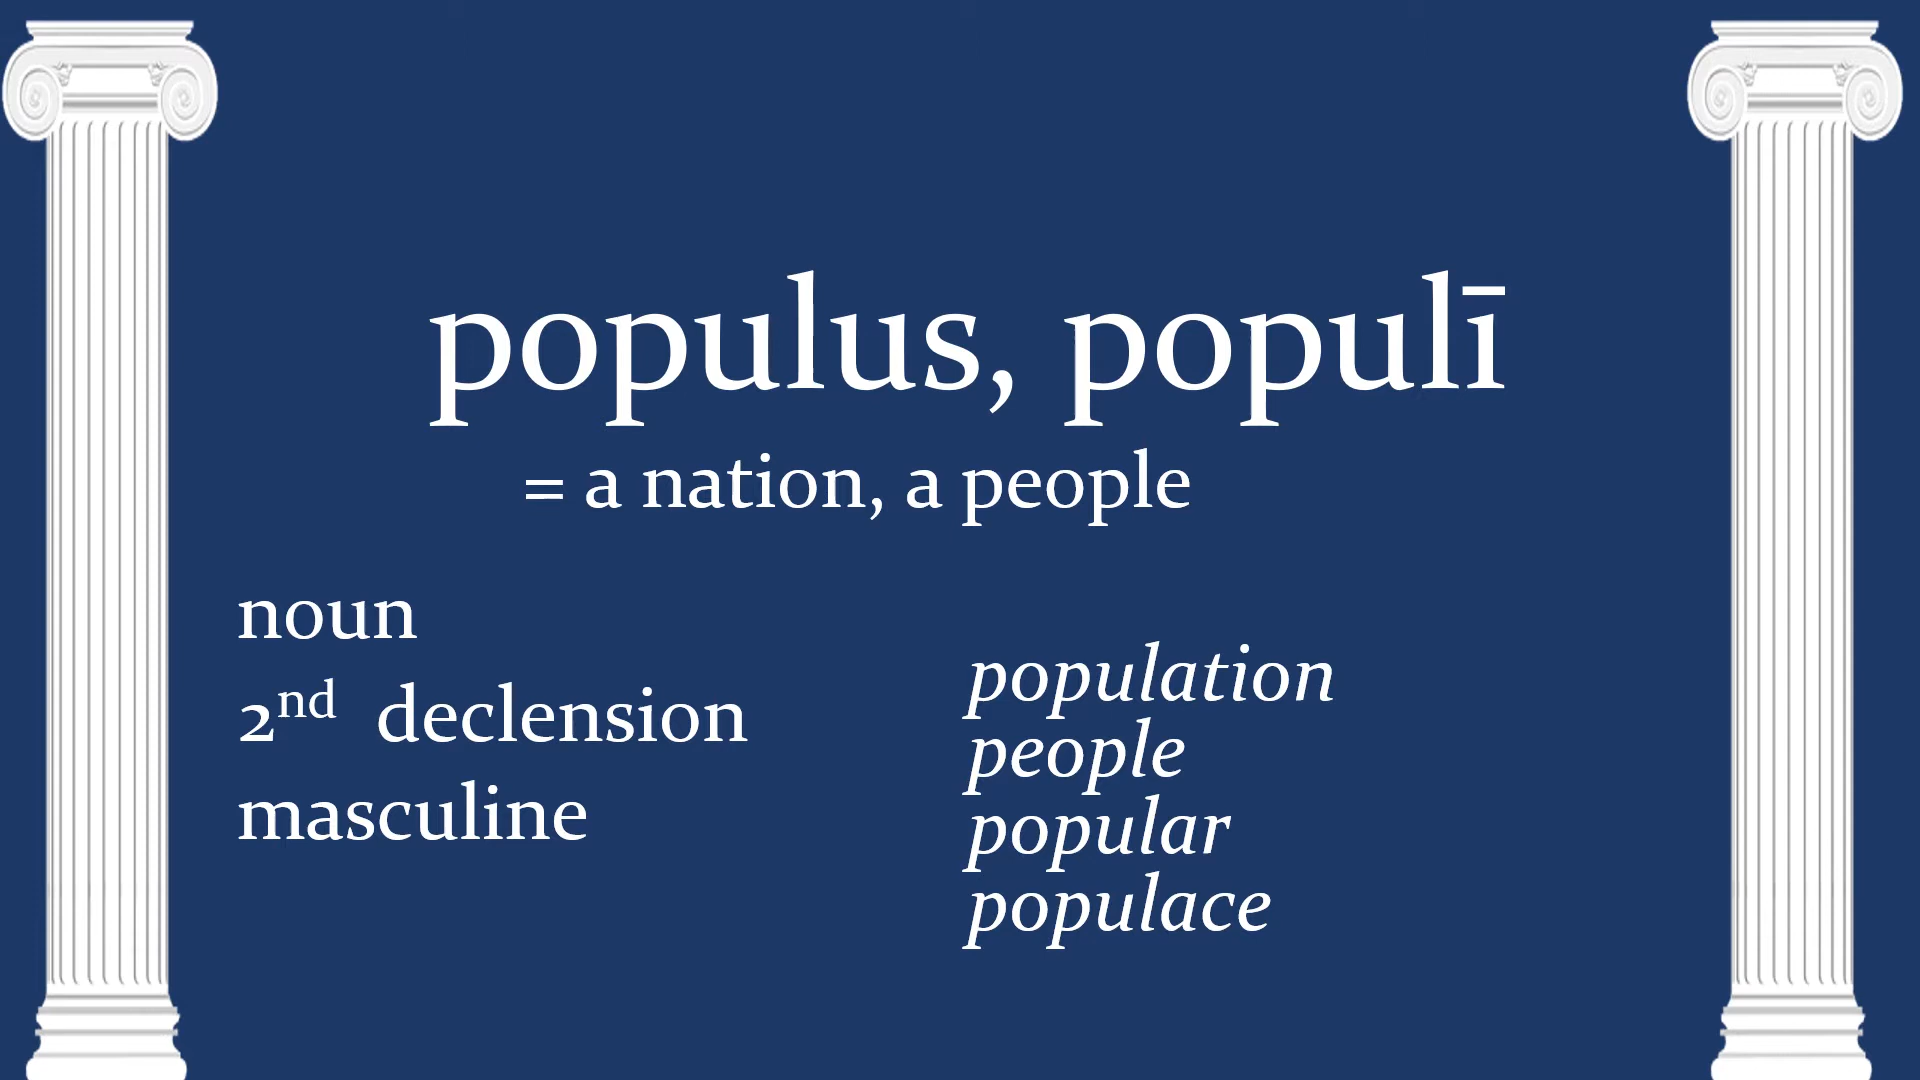 populus, populī
= a nation, a people
noun
2nd declension
masculine
population
people
popular
populace